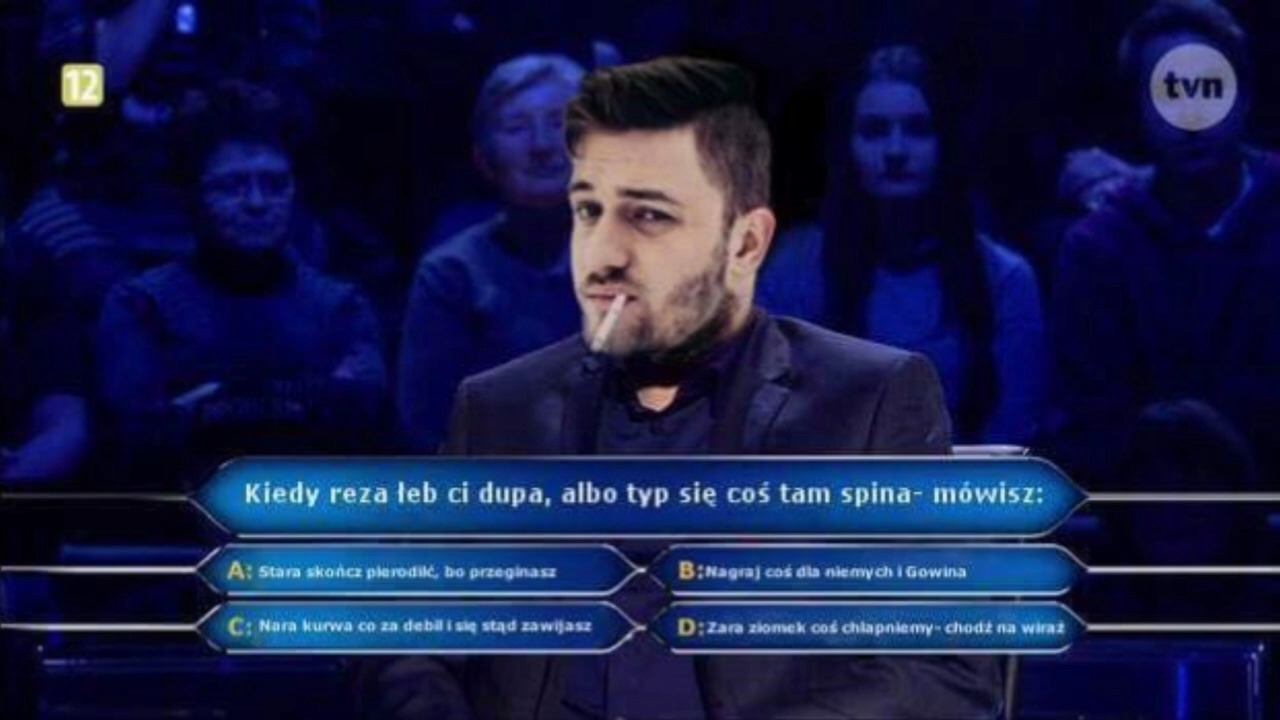 12
tvn
Kiedy reza łeb ci dupa, albo typ się coś tam spina- mówisz:
A: Stara skończ pierodilć, bo przeginasz
B: Nagraj coś dla niemych i Gowina
C: Nara kurwa co za debil i się stąd zawijasz
D: Zara ziomek coś chlapniemy- chodź na wiraż